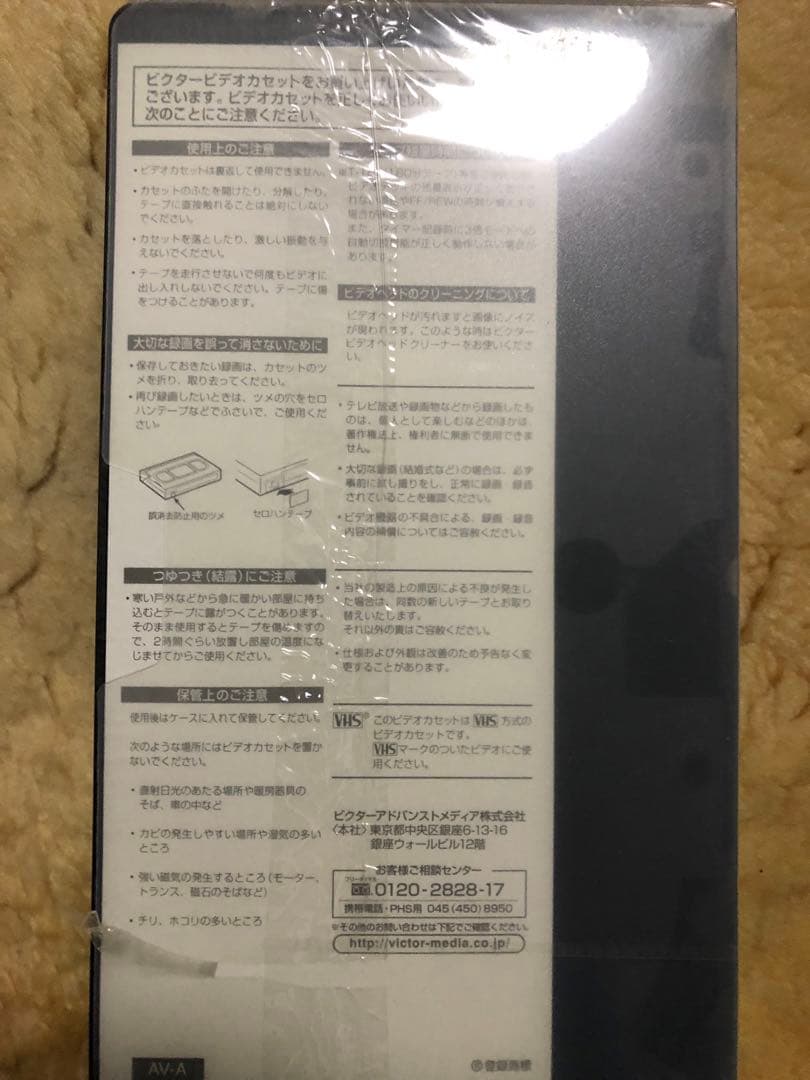 ビクタービデオカセットをお買い
ございます。ビデオカセットを正し
次のことにご注意ください。
使用上のご注意
・ビデオカセットは裏返して使用できません。
・カセットのふたを開けたり、分解したり、
テープに直接触れることは絶対にしない
でください。
・カセットを落としたり、激しい振動を与
えないでください。
・テープを走行させないで何度もビデオに
出し入れしないでください。テープに傷
をつけることがあります。
大切な録画を誤って消さないために
・保存しておきたい録画は、カセットのツ
メを折り、取り去ってください。
・再び録画したいときは、ツメの穴をセロ
ハンテープなどでふさいで、ご使用くだ
さい。
誤消去防止用のツメ
セロハンテープ
つゆつき(結露)にご注意
・寒い戸外などから急に暖かい部屋に持ち
込むとテープに露がつくことがあります。
そのまま使用するとテープを傷めますの
で、2時間ぐらい放置し部屋の温度にな
じませてからご使用ください。
保管上のご注意
使用後はケースに入れて保管してください。
次のような場所にはビデオカセットを置か
ないでください。
・直射日光のあたる場所や暖房器具の
そば、車の中など
・カビの発生しやすい場所や湿気の多い
ところ
・強い磁気の発生するところ(モーター、
トランス、磁石のそばなど)
・チリ、ホコリの多いところ
AV-A
場合が
また、タイマー記録時に3倍モードへの
自動切換機能が正しく動作しない場合が
あります。
ビデオヘッドのクリーニングについて
ビデオヘッドが汚れますと画像にノイズ
が現われます。このような時はビクター
ビデオヘッドクリーナーをお使いくださ
い。
・テレビ放送や録画物などから録画したも
のは、個人として楽しむなどのほかは、
著作権法上、権利者に無断で使用できま
せん。
・大切な録画(結婚式など)の場合は、必ず
事前に試し撮りをし、正常に録画・録音
されていることを確認ください。
・ビデオ機器の不具合による、録画・録音
内容の補償についてはご容赦ください。
・当社の製造上の原因による不良が発生し
た場合は、同数の新しいテープとお取り
替えいたします。
それ以外の責はご容赦ください。
・仕様および外観は改善のため予告なく変
更することがあります。
VHS® このビデオカセットは VHS 方式の
ビデオカセットです。
VHSマークのついたビデオにご使
用ください。
ビクターアドバンストメディア株式会社
〈本社〉東京都中央区銀座6-13-16
銀座ウォールビル12階
お客様ご相談センター
フリーダイヤル
0120-2828-17
携帯電話・PHS用 045(450)8950
※その他のお問い合わせは下記でご確認ください。
http://victor-media.co.jp/
登録商標